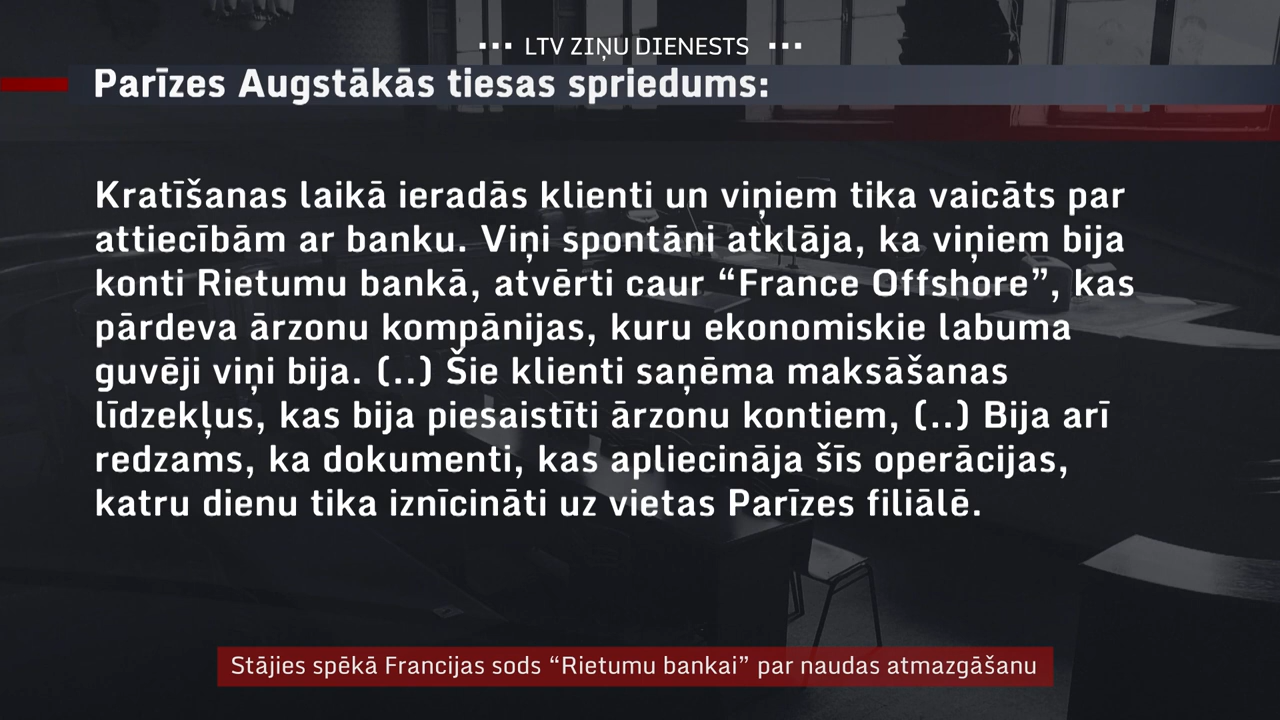 LTV ZIŅU DIENESTS
Parīzes Augstākās tiesas spriedums:
Kratīšanas laikā ieradās klienti un viņiem tika vaicāts par
attiecībām ar banku. Viņi spontāni atklāja, ka viņiem bija
konti Rietumu bankā, atvērti caur “France Offshore”, kas
pārdeva ārzonu kompānijas, kuru ekonomiskie labuma
guvēji viņi bija. (..) Šie klienti saņēma maksāšanas
līdzekļus, kas bija piesaistīti ārzonu kontiem, (..) Bija arī
redzams, ka dokumenti, kas apliecināja šīs operācijas,
katru dienu tika iznīcināti uz vietas Parīzes filiālē.
Stājies spēkā Francijas sods “Rietumu bankai” par naudas atmazgāšanu